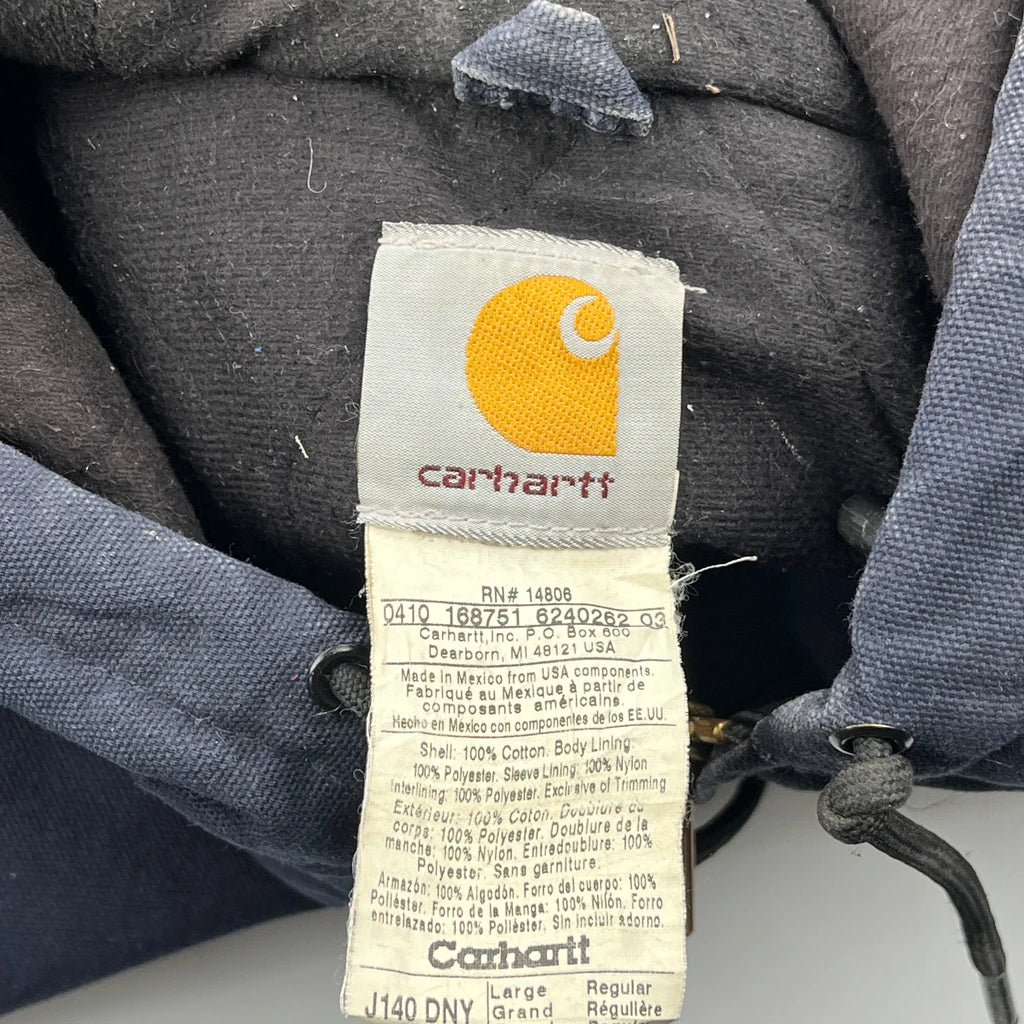 carhartt
RN# 14806
0410 168751 6240262 03
Carhartt, Inc. P.O. Box 600
Dearborn, MI 48121 USA
Made in Mexico from USA components.
Fabriqué au Mexique à partir de
composants américains.
Hecho en Mexico con componentes de los EE.UU.
Shell: 100% Cotton. Body Lining:
100% Polyester. Sleeve Lining: 100% Nylon
Interlining: 100% Polyester. Exclusive of Trimming
Extérieur: 100% Coton. Doublure du
corps: 100% Polyester. Doublure de la
manche: 100% Nylon. Entredoublure: 100%
Polyester. Sans garniture.
Armazón: 100% Algodón. Forro del cuerpo: 100%
Poliéster. Forro de la Manga: 100% Nilón. Forro
entrelazado: 100% Poliéster. Sin incluir adorno.
Carhartt
J140 DNY Large Regular
Grand Régulière